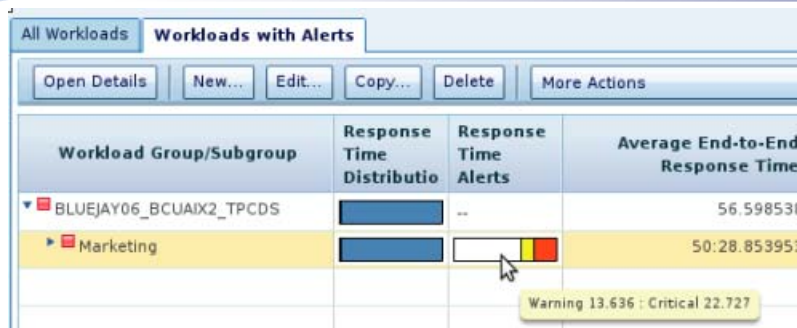 All Workloads
Workloads with Alerts
Open Details
New...
Edit...
Copy...
Delete
More Actions
Workload Group/Subgroup
Response
Time
Distributio
Response
Time
Alerts
Average End-to-End
Response Time
BLUEJAY06_BCUAIX2_TPCDS
--
56.598530
Marketing
50:28.853953
Warning 13.636 : Critical 22.727